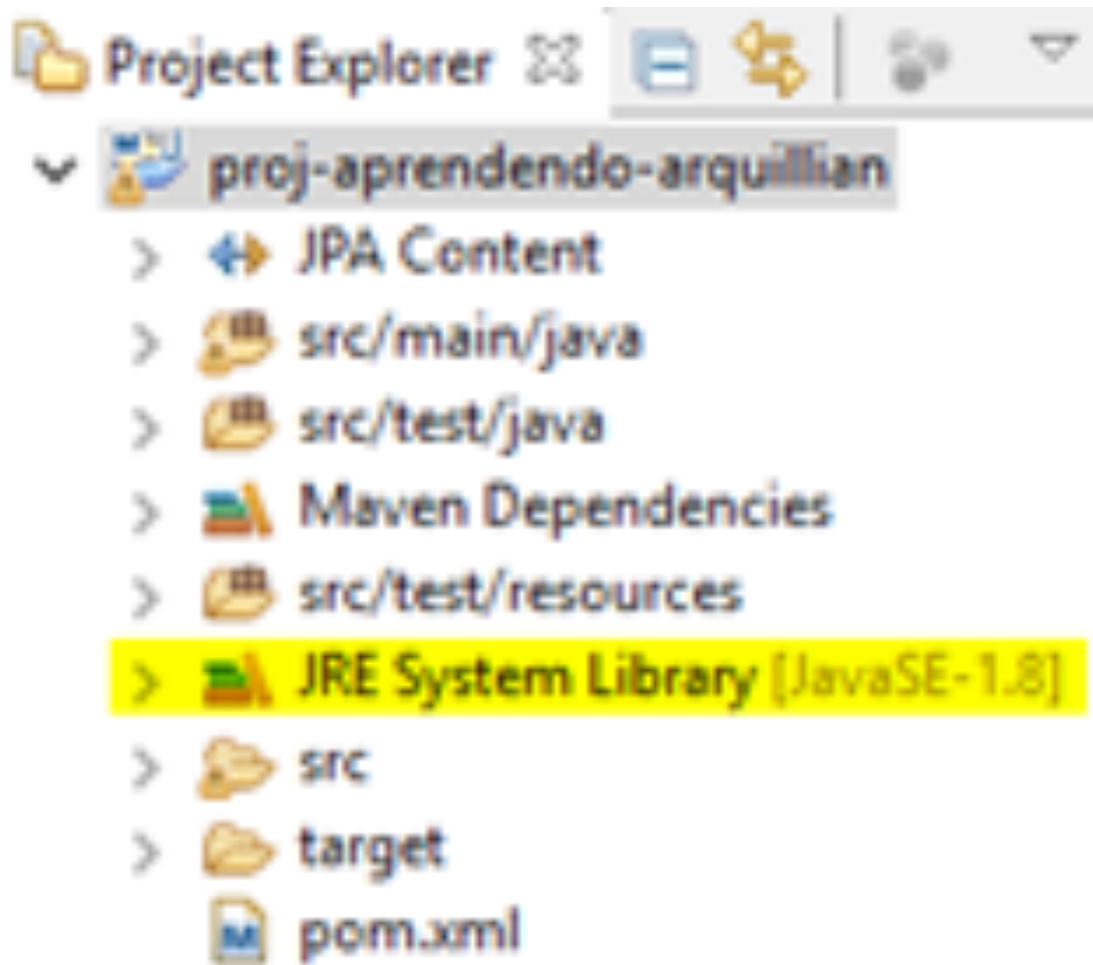 Project Explorer
proj-aprendendo-arquillian
JPA Content
src/main/java
src/test/java
Maven Dependencies
src/test/resources
JRE System Library [JavaSE-1.8]
src
target
pom.xml